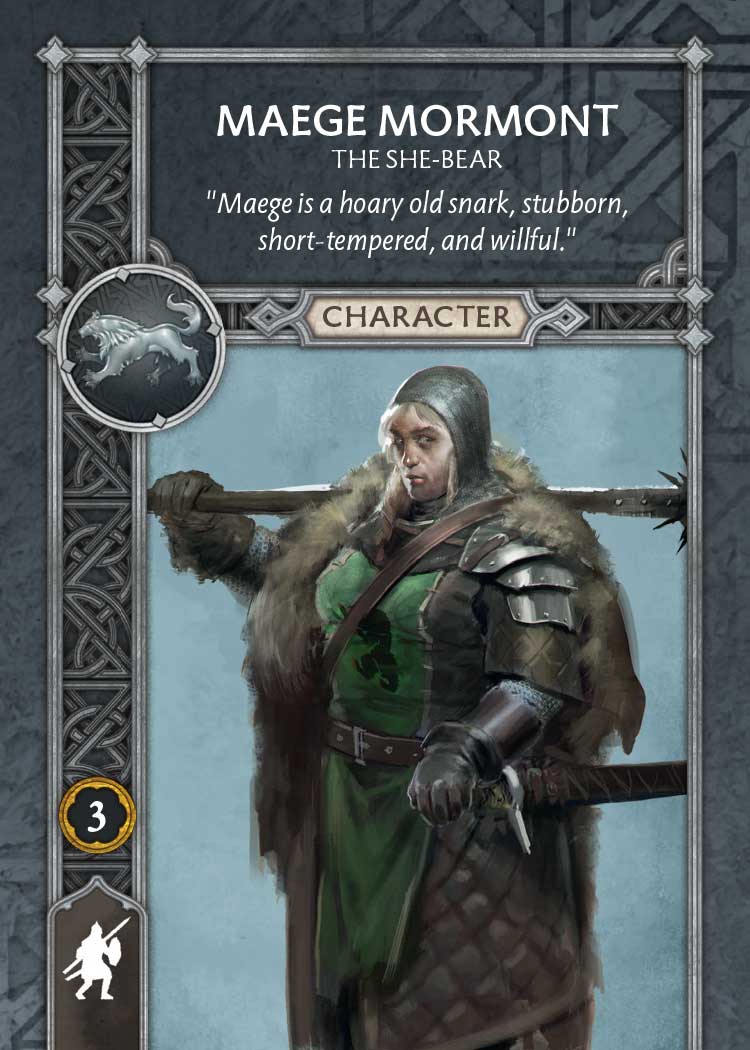 MAEGE MORMONT
THE SHE-BEAR
"Maege is a hoary old snark, stubborn,
short-tempered, and willful."
CHARACTER
3